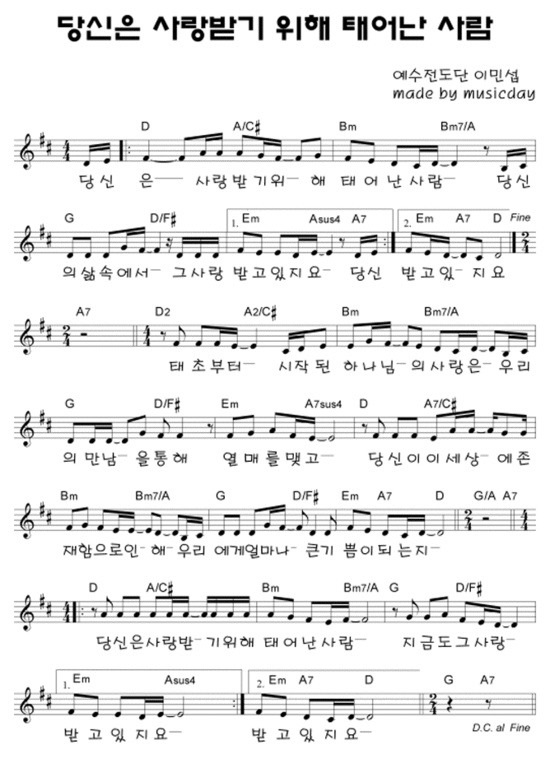 당신은 사랑받기 위해 태어난 사람
예수전도단 이민섭
made by musicday
D A/C# Bm Bm7/A
당신 은 사랑받기위 해 태어난사람 당신
G D/F# 1. Em Asus4 A7 2. Em A7 D Fine
의삶속에서 그사랑 받고있지요 당신 받고있 지요
A7 D2 A2/C# Bm Bm7/A
태초부터 시작된 하나님 의사랑은 우리
G D/F# Em A7sus4 D A7/C#
의 만남 을통해 열매를맺고 당신이이세상 에존
Bm Bm7/A G D/F# Em A7 D G/A A7
재함으로인 해 우리 에게얼마나 큰기 쁨이되는지
D A/C# Bm Bm7/A G D/F#
당신은사랑받 기위해 태어난사람 지금도그사랑
1. Em Asus4 2. Em A7 D G A7
받고있지요 받고있지요
D.C. al Fine